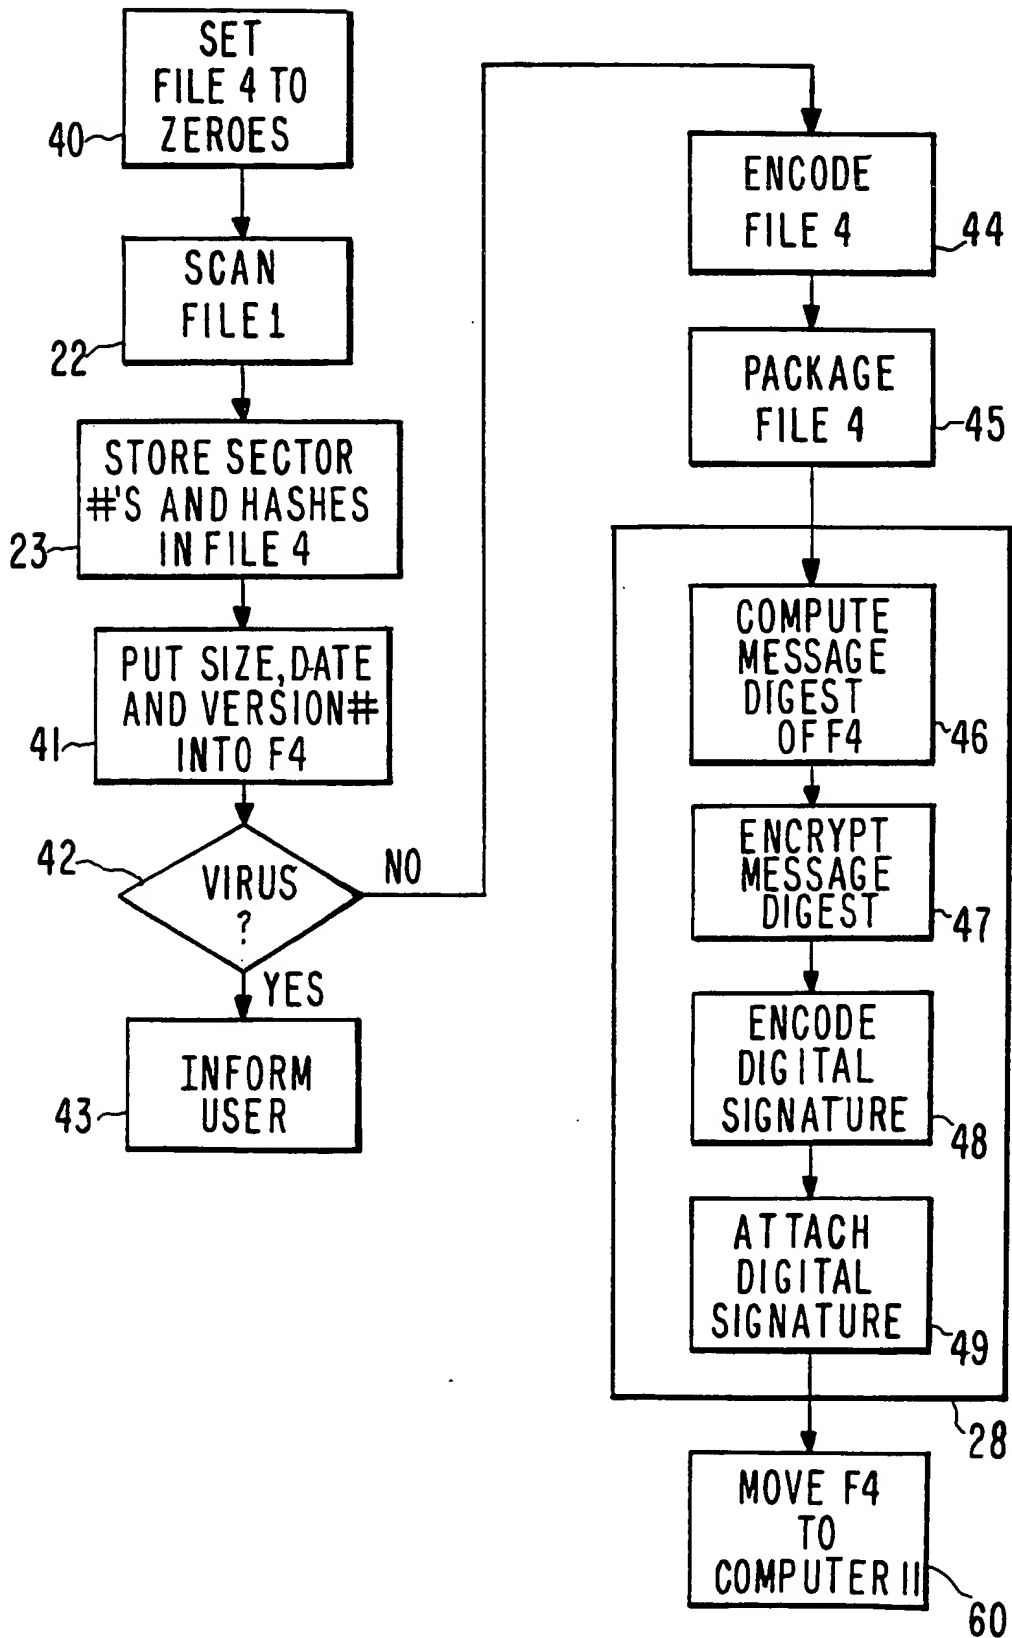 SET
FILE 4 TO
ZEROES
40
SCAN
FILE 1
22
STORE SECTOR
#'S AND HASHES
IN FILE 4
23
PUT SIZE, DATE
AND VERSION#
INTO F4
41
42
VIRUS
?
NO
YES
INFORM
USER
43
ENCODE
FILE 4
44
PACKAGE
FILE 4
45
COMPUTE
MESSAGE
DIGEST
OF F4
46
ENCRYPT
MESSAGE
DIGEST
47
ENCODE
DIGITAL
SIGNATURE
48
ATTACH
DIGITAL
SIGNATURE
49
28
MOVE F4
TO
COMPUTER 11
60